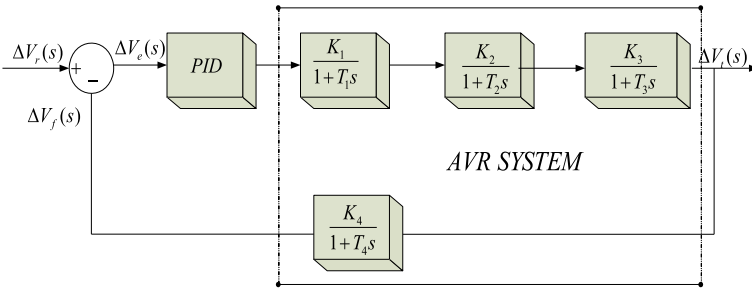 ΔV_r(s)
+
−
ΔV_e(s)
PID
K_1
1+T_1s
K_2
1+T_2s
K_3
1+T_3s
ΔV_t(s)
ΔV_f(s)
AVR SYSTEM
K_4
1+T_4s